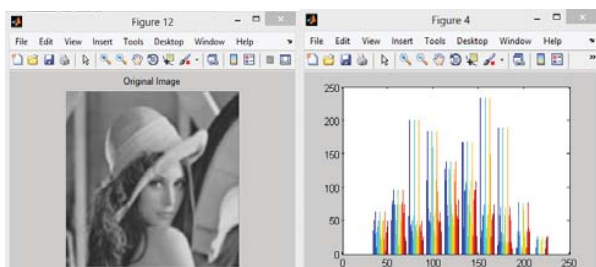 Figure 12
File Edit View Insert Tools Desktop Window Help
Original Image
Figure 4
File Edit View Insert Tools Desktop Window Help
250
200
150
100
50
0
0 50 100 150 200 250